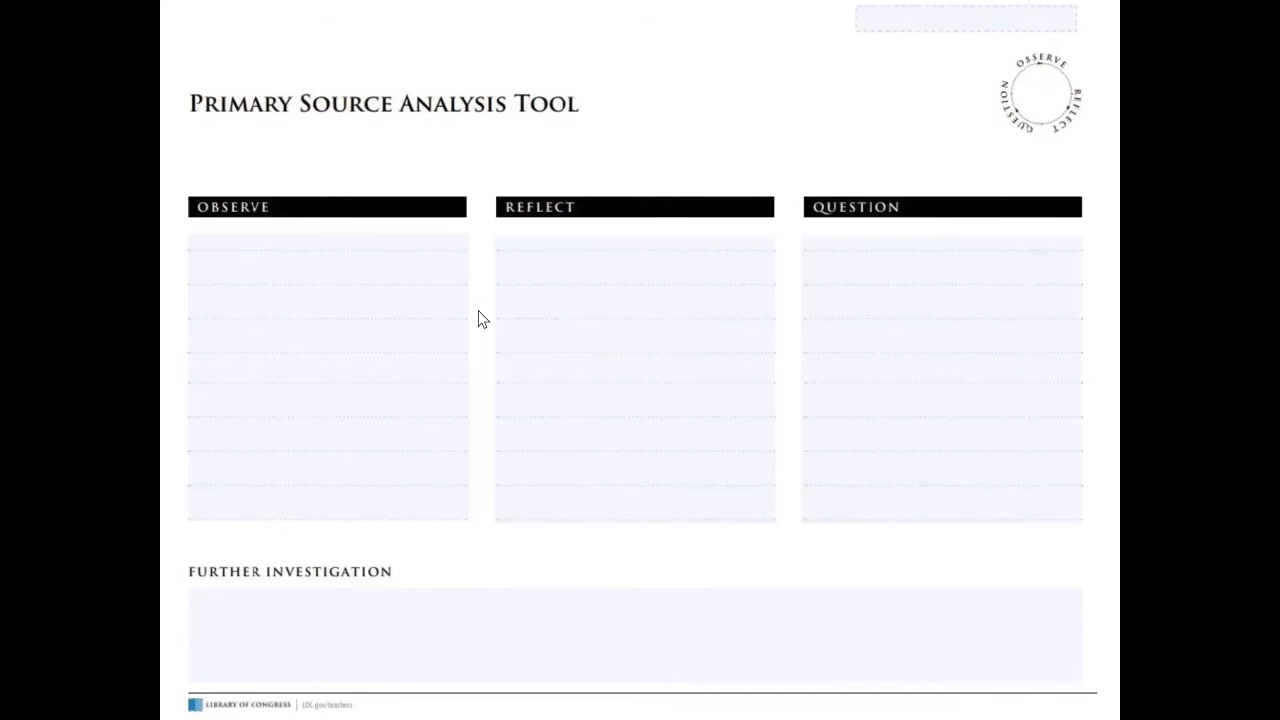 PRIMARY SOURCE ANALYSIS TOOL
OBSERVE
REFLECT
QUESTION
OBSERVE
REFLECT
QUESTION
FURTHER INVESTIGATION
LIBRARY OF CONGRESS | LOC.gov/teachers